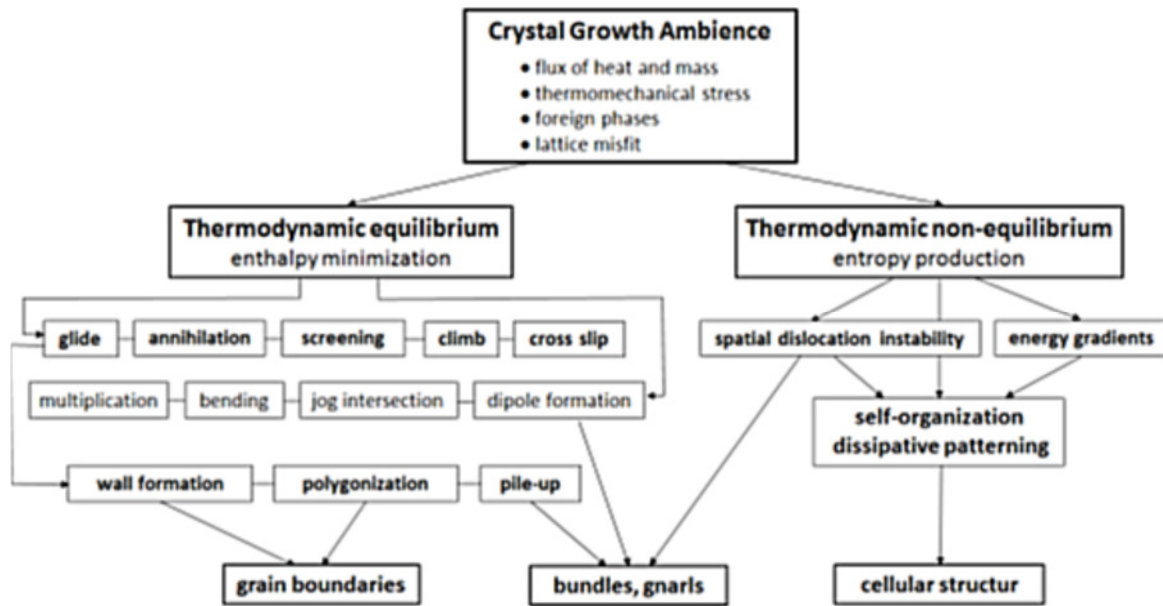 Crystal Growth Ambience
• flux of heat and mass
• thermomechanical stress
• foreign phases
• lattice misfit
Thermodynamic equilibrium
enthalpy minimization
Thermodynamic non-equilibrium
entropy production
glide
annihilation
screening
climb
cross slip
spatial dislocation instability
energy gradients
multiplication
bending
jog intersection
dipole formation
self-organization
dissipative patterning
wall formation
polygonization
pile-up
grain boundaries
bundles, gnarls
cellular structur